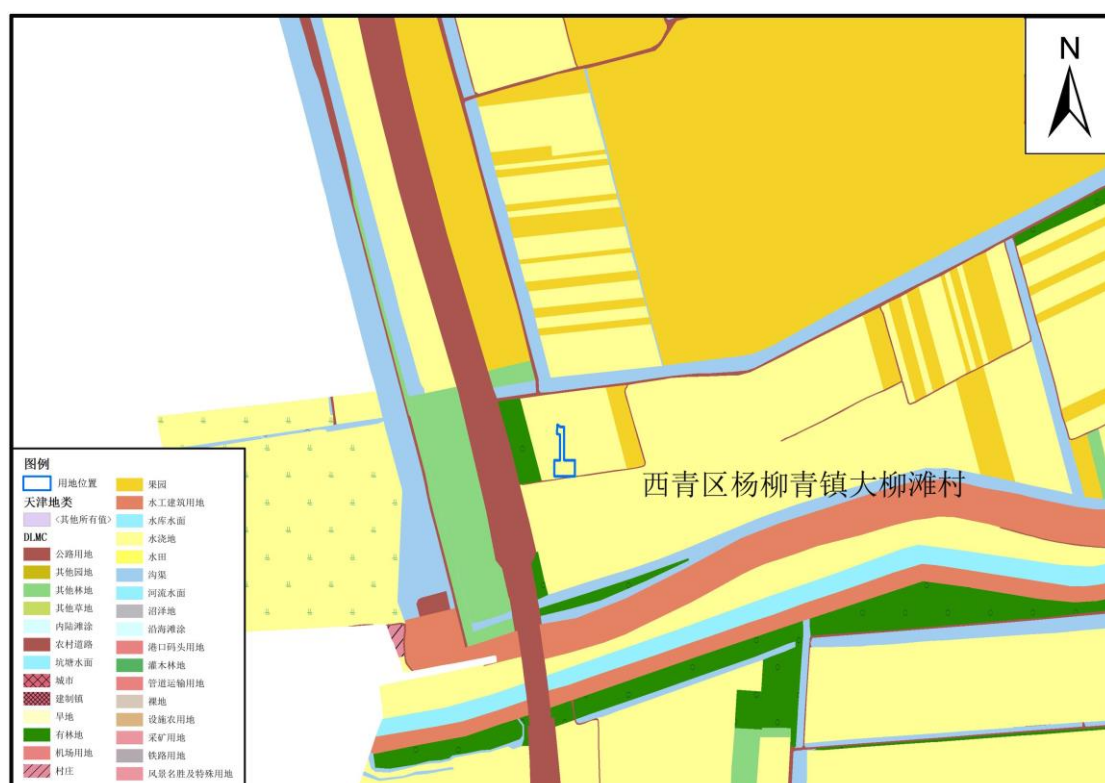 N
西青区杨柳青镇大柳滩村
图例
用地位置
天津地类
<其他所有值>
DLMC
公路用地
其他园地
其他林地
其他草地
内陆滩涂
农村道路
坑塘水面
城市
建制镇
旱地
有林地
机场用地
村庄
果园
水工建筑用地
水库水面
水浇地
水田
沟渠
河流水面
沼泽地
沿海滩涂
港口码头用地
灌木林地
管道运输用地
裸地
设施农用地
采矿用地
铁路用地
风景名胜及特殊用地